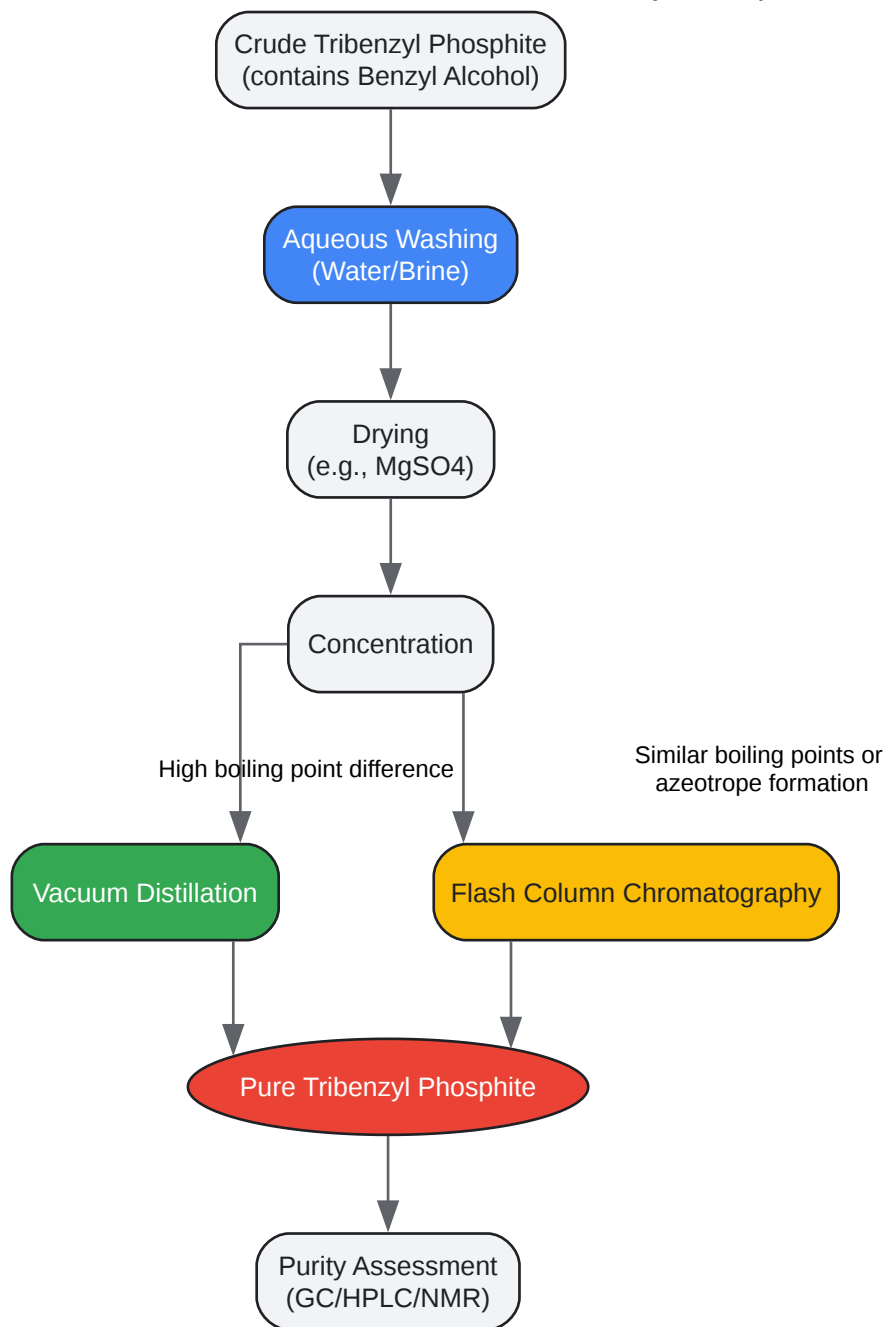 Crude Tribenzyl Phosphite
(contains Benzyl Alcohol)
Aqueous Washing
(Water/Brine)
Drying
(e.g., MgSO4)
Concentration
High boiling point difference
Similar boiling points or
azeotrope formation
Vacuum Distillation
Flash Column Chromatography
Pure Tribenzyl Phosphite
Purity Assessment
(GC/HPLC/NMR)